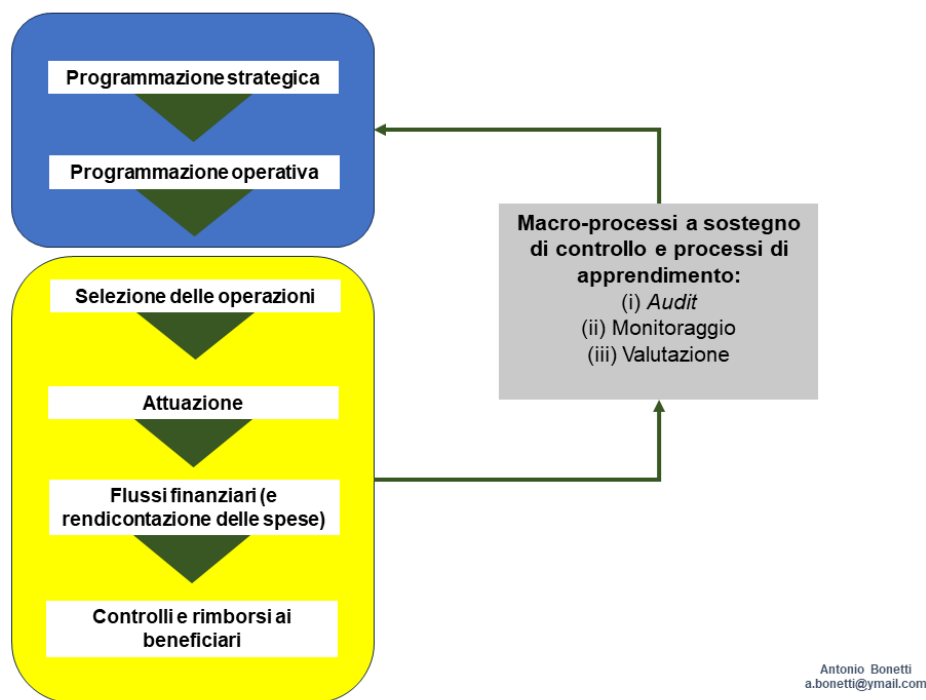 Programmazione strategica
Programmazione operativa
Selezione delle operazioni
Attuazione
Flussi finanziari (e
rendicontazione delle spese)
Controlli e rimborsi ai
beneficiari
Macro-processi a sostegno
di controllo e processi di
apprendimento:
(i) Audit
(ii) Monitoraggio
(iii) Valutazione
Antonio Bonetti
a.bonetti@ymail.com